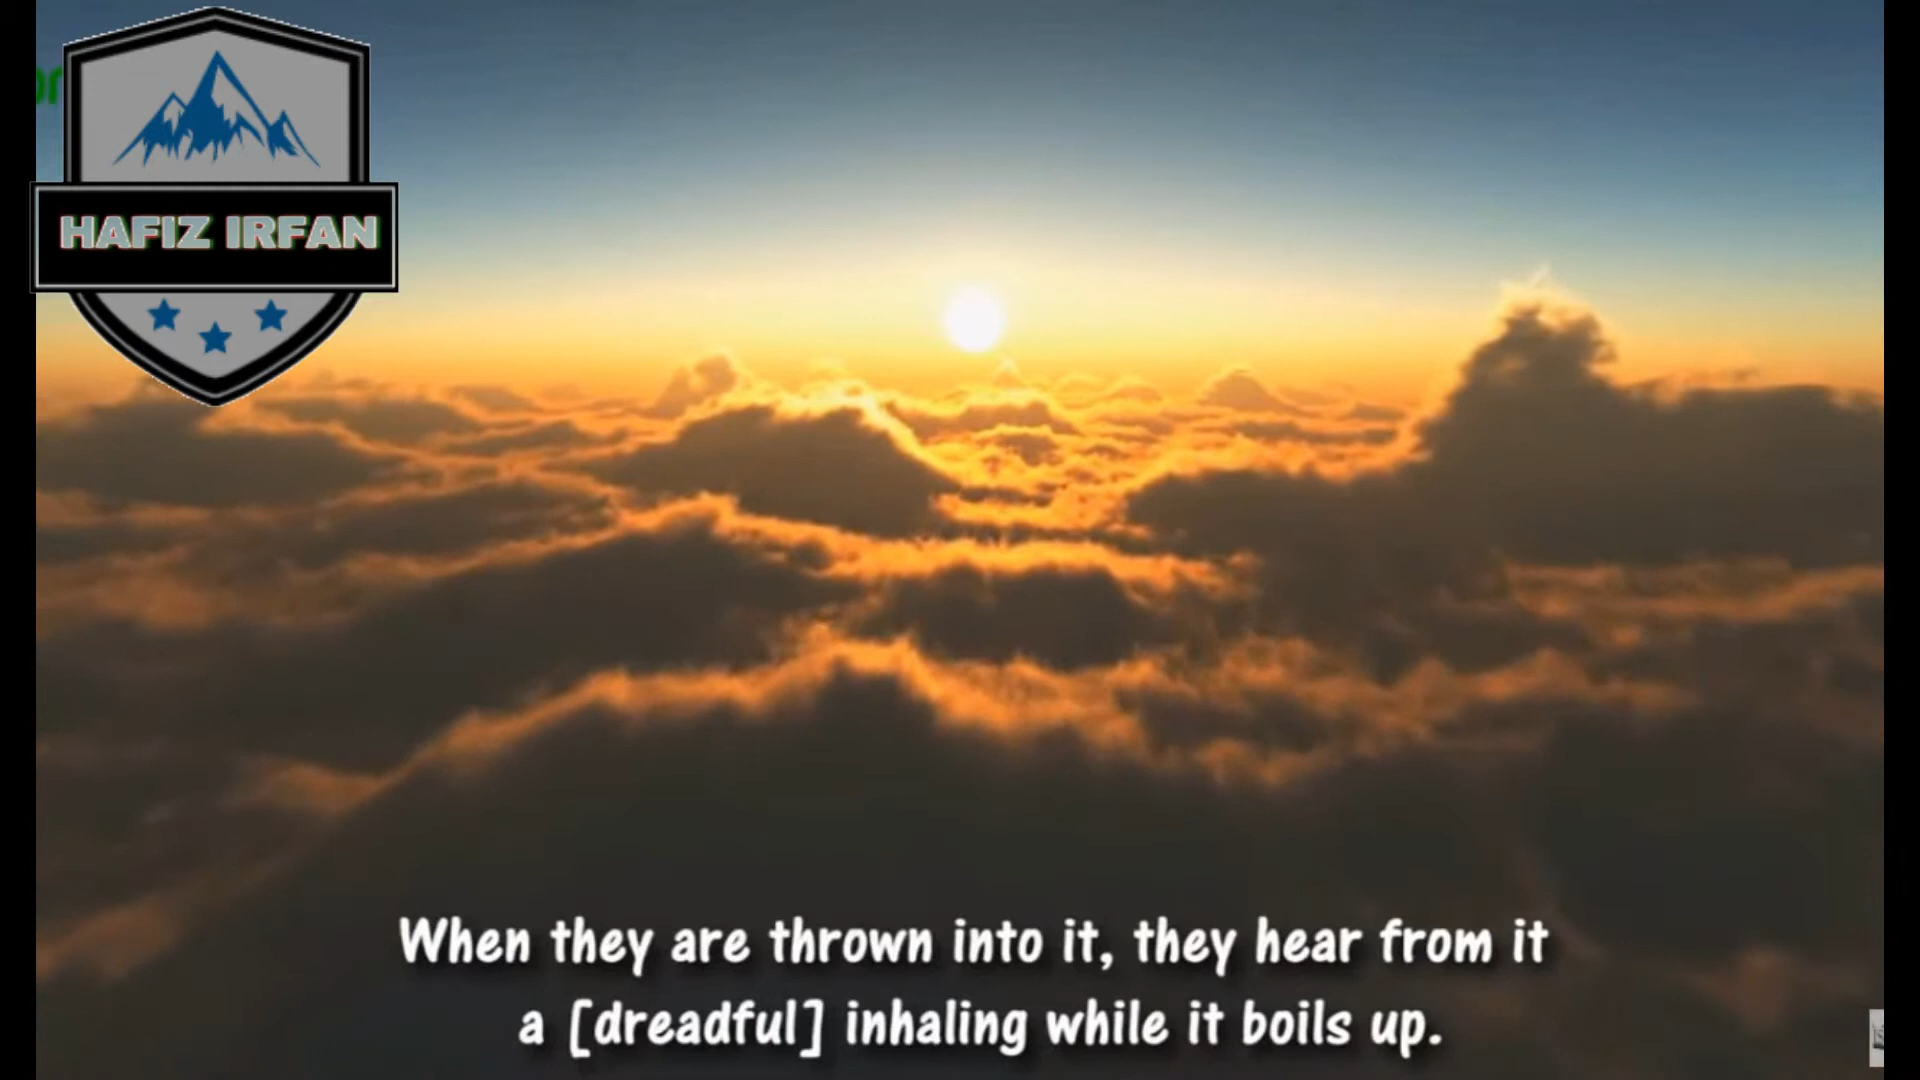 HAFIZ IRFAN
When they are thrown into it, they hear from it
a [dreadful] inhaling while it boils up.